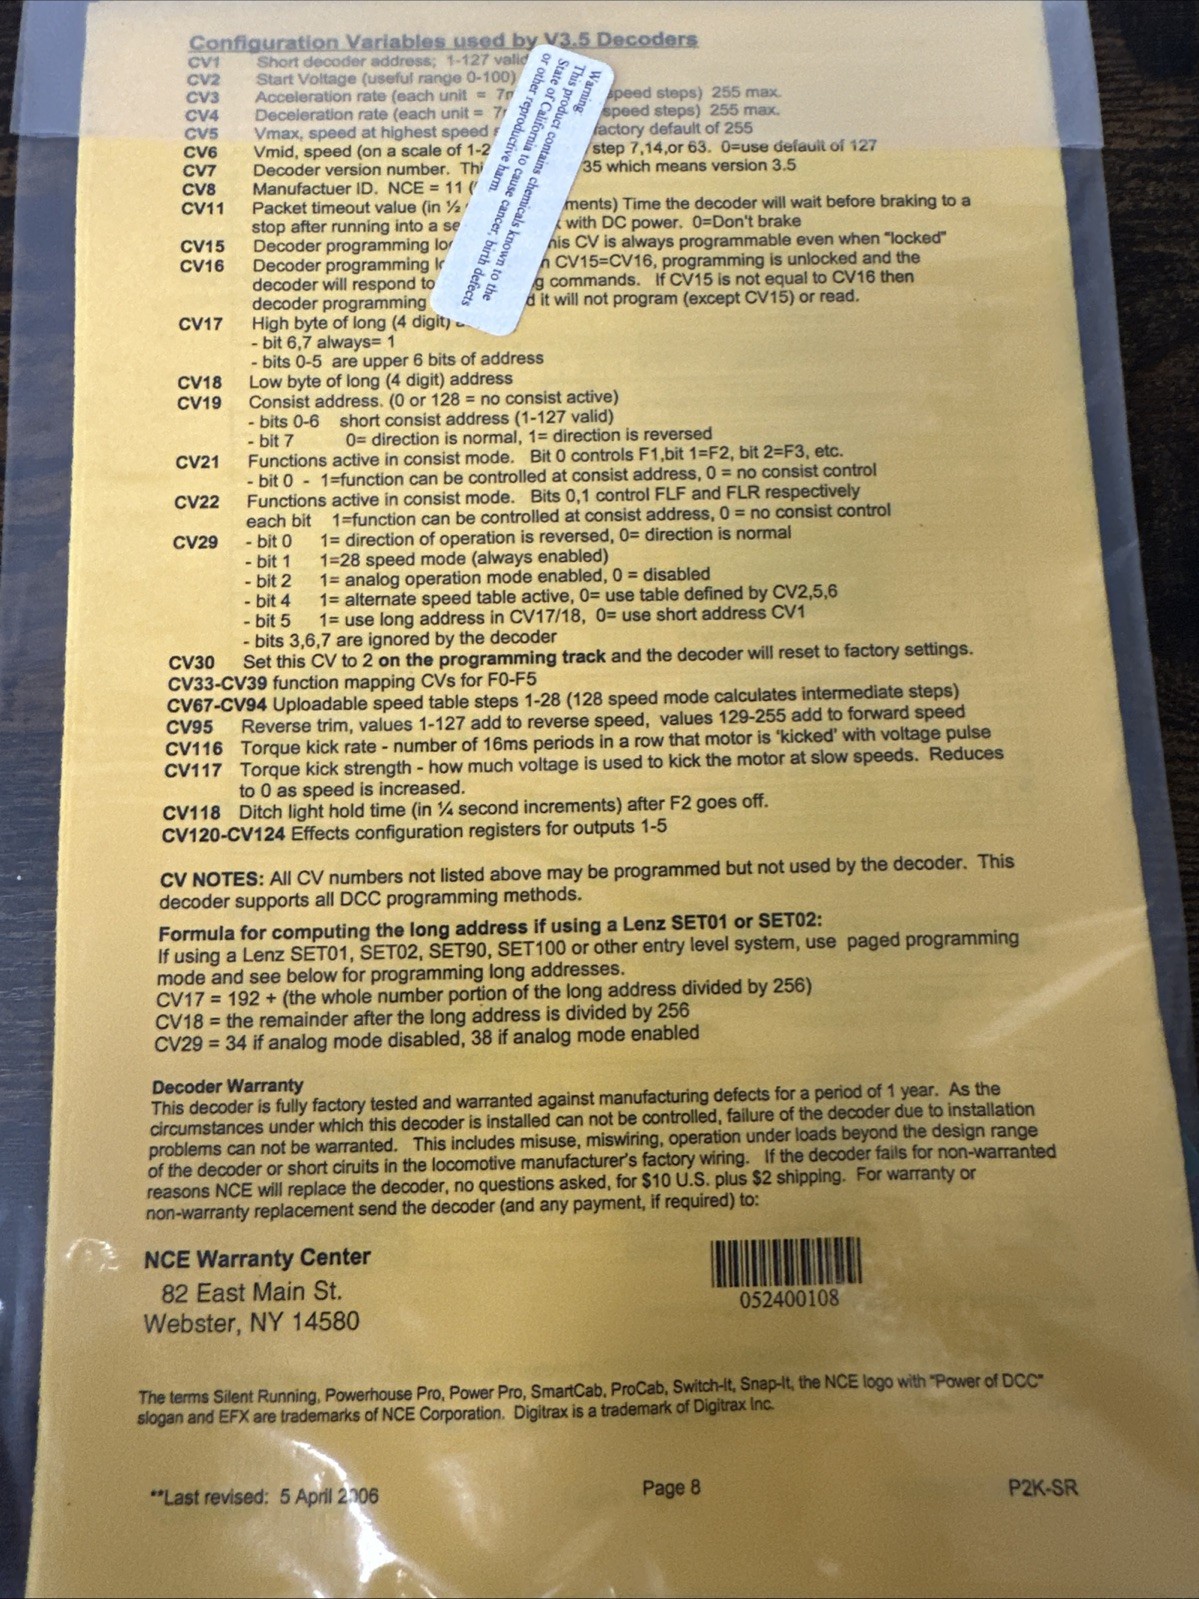 Configuration Variables used by V3.5 Decoders
CV1 Short decoder address; 1-127 valid
CV2 Start Voltage (useful range 0-100)
CV3 Acceleration rate (each unit = speed steps) 255 max.
CV4 Deceleration rate (each unit = speed steps) 255 max.
CV5 Vmax, speed at highest speed factory default of 255
CV6 Vmid, speed (on a scale of step 7,14,or 63. 0=use default of 127
CV7 Decoder version number. 35 which means version 3.5
CV8 Manufactuer ID. NCE = 11
CV11 Packet timeout value (in ½ Time the decoder will wait before braking to a
stop after running into a with DC power. 0=Don't brake
CV15 Decoder programming CV is always programmable even when "locked"
CV16 Decoder programming CV15=CV16, programming is unlocked and the
decoder will respond to commands. If CV15 is not equal to CV16 then
decoder programming it will not program (except CV15) or read.
CV17 High byte of long (4 digit)
- bit 6,7 always= 1
- bits 0-5 are upper 6 bits of address
CV18 Low byte of long (4 digit) address
CV19 Consist address. (0 or 128 = no consist active)
- bits 0-6 short consist address (1-127 valid)
- bit 7 0= direction is normal, 1= direction is reversed
CV21 Functions active in consist mode. Bit 0 controls F1,bit 1=F2, bit 2=F3, etc.
- bit 0 - 1=function can be controlled at consist address, 0 = no consist control
CV22 Functions active in consist mode. Bits 0,1 control FLF and FLR respectively
each bit 1=function can be controlled at consist address, 0 = no consist control
CV29 - bit 0 1= direction of operation is reversed, 0= direction is normal
- bit 1 1=28 speed mode (always enabled)
- bit 2 1= analog operation mode enabled, 0 = disabled
- bit 4 1= alternate speed table active, 0= use table defined by CV2,5,6
- bit 5 1= use long address in CV17/18, 0= use short address CV1
- bits 3,6,7 are ignored by the decoder
CV30 Set this CV to 2 on the programming track and the decoder will reset to factory settings.
CV33-CV39 function mapping CVs for F0-F5
CV67-CV94 Uploadable speed table steps 1-28 (128 speed mode calculates intermediate steps)
CV95 Reverse trim, values 1-127 add to reverse speed, values 129-255 add to forward speed
CV116 Torque kick rate - number of 16ms periods in a row that motor is 'kicked' with voltage pulse
CV117 Torque kick strength - how much voltage is used to kick the motor at slow speeds. Reduces
to 0 as speed is increased.
CV118 Ditch light hold time (in ¼ second increments) after F2 goes off.
CV120-CV124 Effects configuration registers for outputs 1-5
CV NOTES: All CV numbers not listed above may be programmed but not used by the decoder. This
decoder supports all DCC programming methods.
Formula for computing the long address if using a Lenz SET01 or SET02:
If using a Lenz SET01, SET02, SET90, SET100 or other entry level system, use paged programming
mode and see below for programming long addresses.
CV17 = 192 + (the whole number portion of the long address divided by 256)
CV18 = the remainder after the long address is divided by 256
CV29 = 34 if analog mode disabled, 38 if analog mode enabled
Decoder Warranty
This decoder is fully factory tested and warranted against manufacturing defects for a period of 1 year. As the
circumstances under which this decoder is installed can not be controlled, failure of the decoder due to installation
problems can not be warranted. This includes misuse, miswiring, operation under loads beyond the design range
of the decoder or short ciruits in the locomotive manufacturer's factory wiring. If the decoder fails for non-warranted
reasons NCE will replace the decoder, no questions asked, for $10 U.S. plus $2 shipping. For warranty or
non-warranty replacement send the decoder (and any payment, if required) to:
NCE Warranty Center
82 East Main St.
Webster, NY 14580
052400108
The terms Silent Running, Powerhouse Pro, Power Pro, SmartCab, ProCab, Switch-It, Snap-It, the NCE logo with "Power of DCC"
slogan and EFX are trademarks of NCE Corporation. Digitrax is a trademark of Digitrax Inc.
**Last revised: 5 April 2006
Page 8
P2K-SR
Warning:
This product contains chemicals known to the
State of California to cause cancer, birth defects
or other reproductive harm.